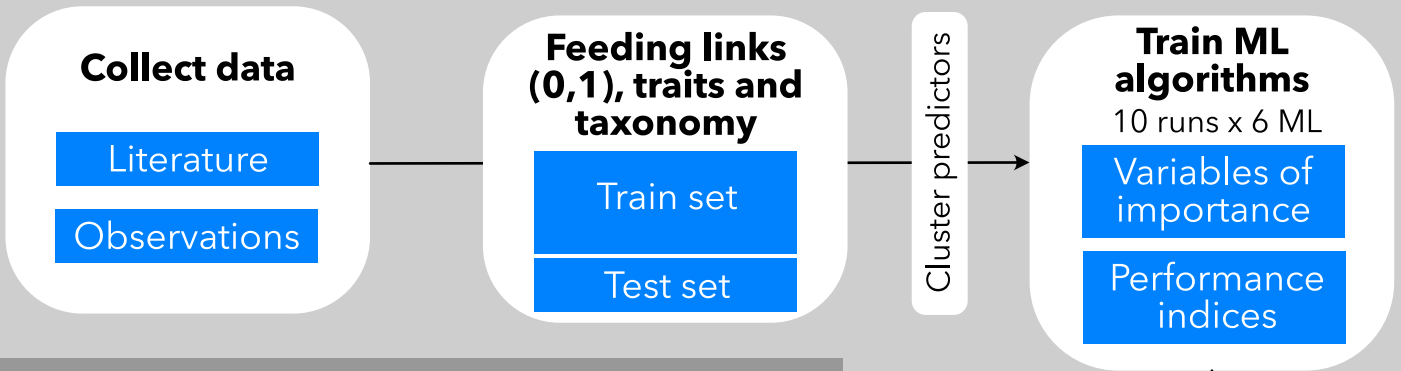 Collect data
Literature
Observations
Feeding links
(0,1), traits and
taxonomy
Train set
Test set
Cluster predictors
Train ML
algorithms
10 runs x 6 ML
Variables of
importance
Performance
indices